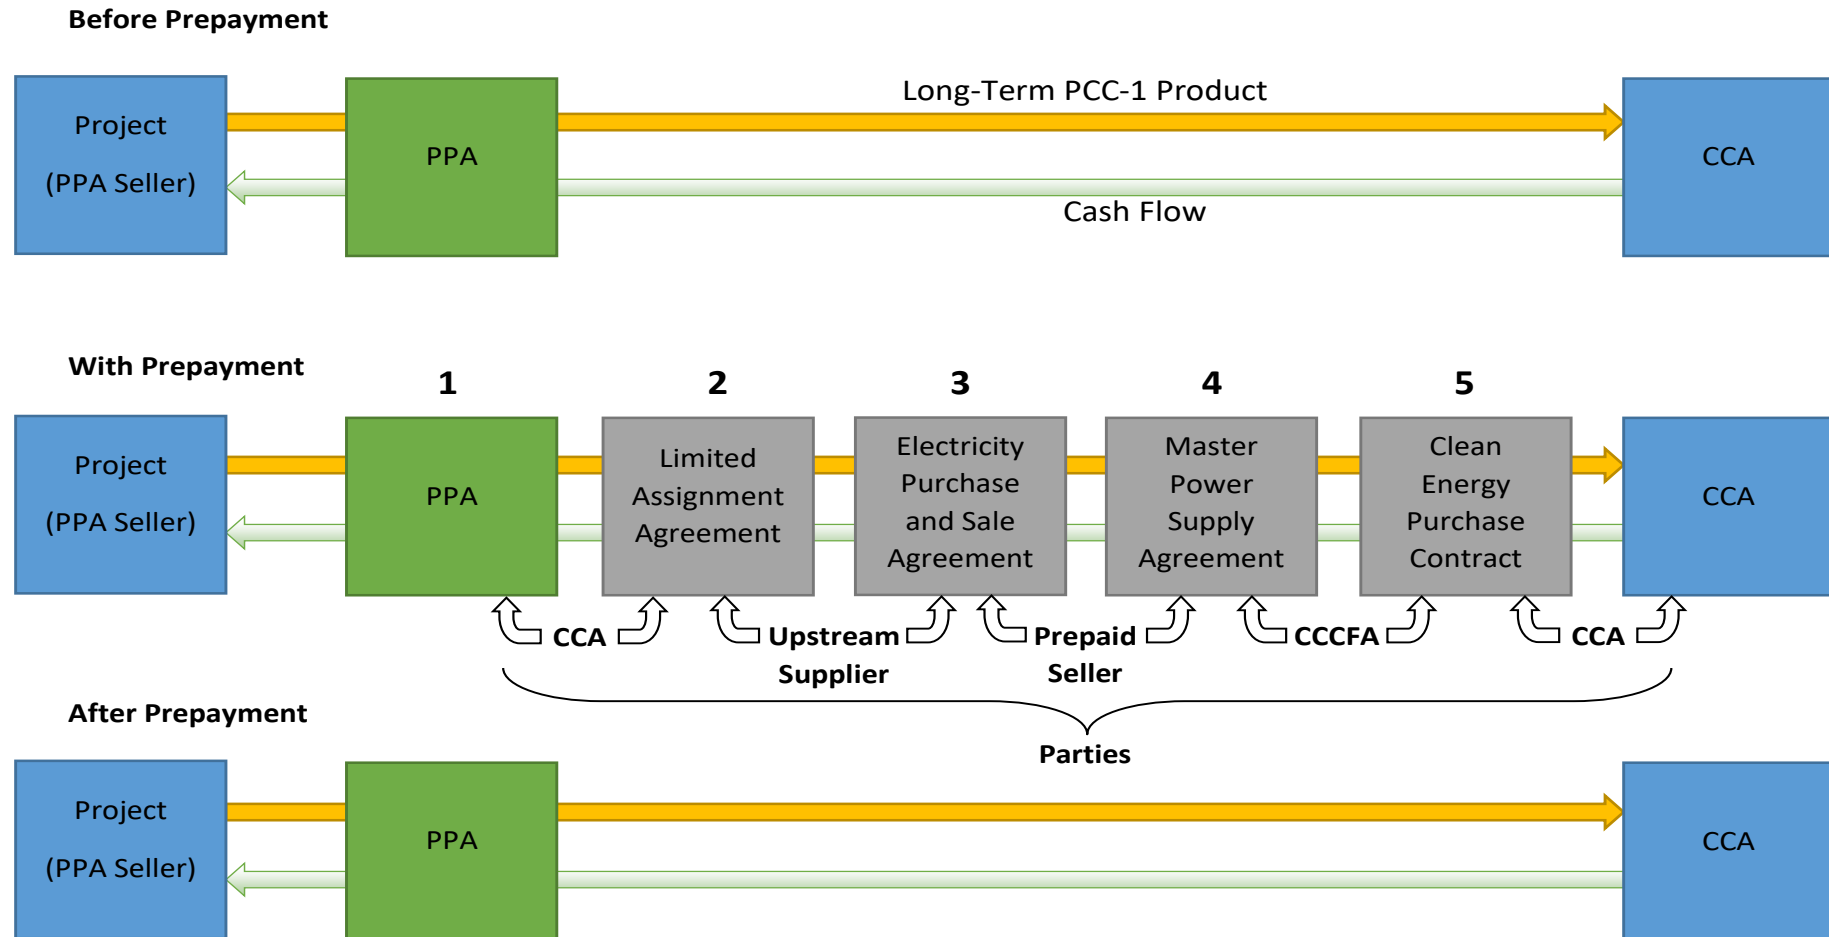 Before Prepayment
Project
(PPA Seller)
PPA
Long-Term PCC-1 Product
Cash Flow
CCA
With Prepayment
1
2
3
4
5
Project
(PPA Seller)
PPA
Limited
Assignment
Agreement
Electricity
Purchase
and Sale
Agreement
Master
Power
Supply
Agreement
Clean
Energy
Purchase
Contract
CCA
CCA
Upstream
Supplier
Prepaid
Seller
CCCFA
CCA
Parties
After Prepayment
Project
(PPA Seller)
PPA
CCA